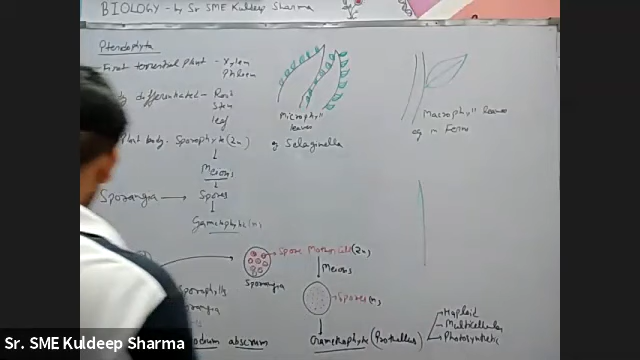 BIOLOGY - by Sr SME Kuldeep Sharma
Pteridophyta
- First terrestrial plant - Xylem
Phloem
differentiated - Root
Stem
leaf
Plant body - Sporophyte (2n)
Meiosis
Sporangia → Spores
Gametophyte (n)
Microphyll
leaves
eg Selaginella
Macrophyll leaves
eg in Ferns
Spore Mother Cell (2n)
Sporangia
Meiosis
Spores (n)
Gametophyte (Prothallus)
Haploid
Multicellular
Photosynthetic
Sr. SME Kuldeep Sharma